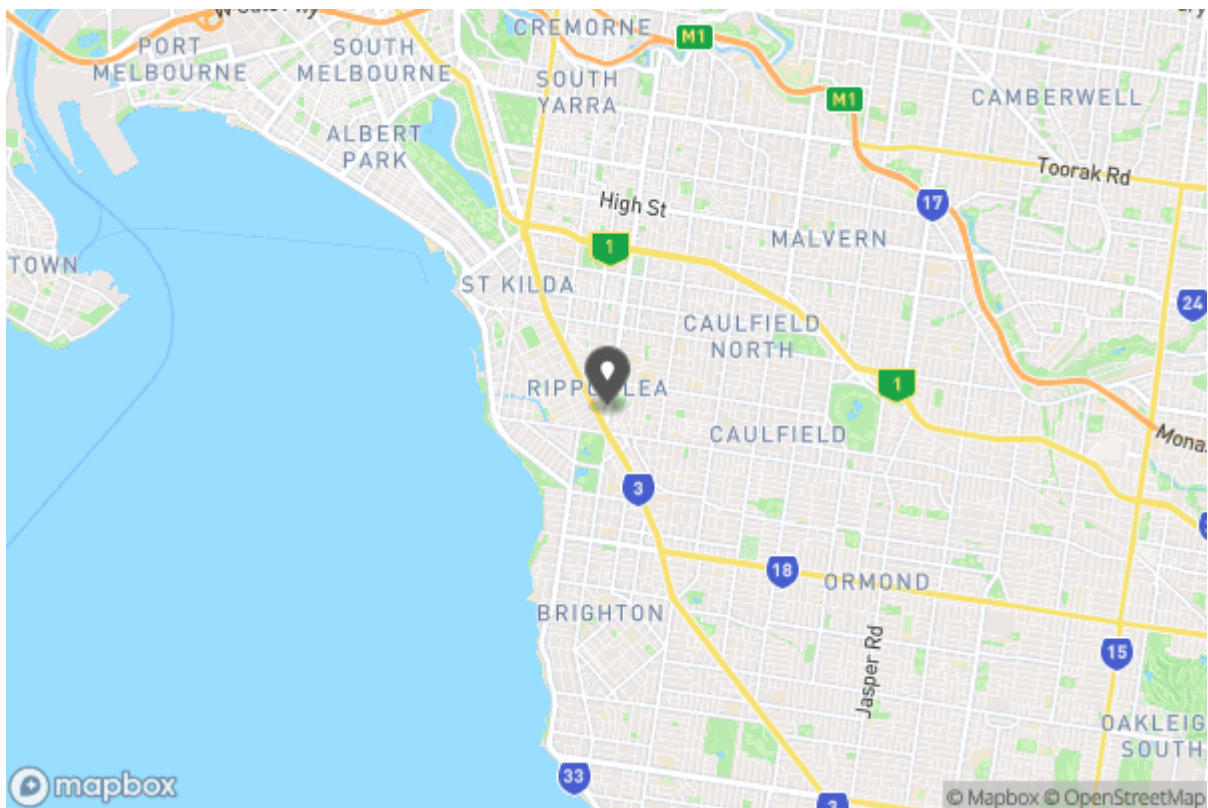 CREMORNE
M1
PORT
MELBOURNE
SOUTH
MELBOURNE
SOUTH
YARRA
M1
CAMBERWELL
ALBERT
PARK
Toorak Rd
High St
17
MALVERN
1
TOWN
ST KILDA
24
CAULFIELD
NORTH
1
CAULFIELD
Mona
3
18
ORMOND
BRIGHTON
15
Jasper Rd
OAKLEIG
SOUTH
33
3
mapbox
© Mapbox © OpenStreetMap